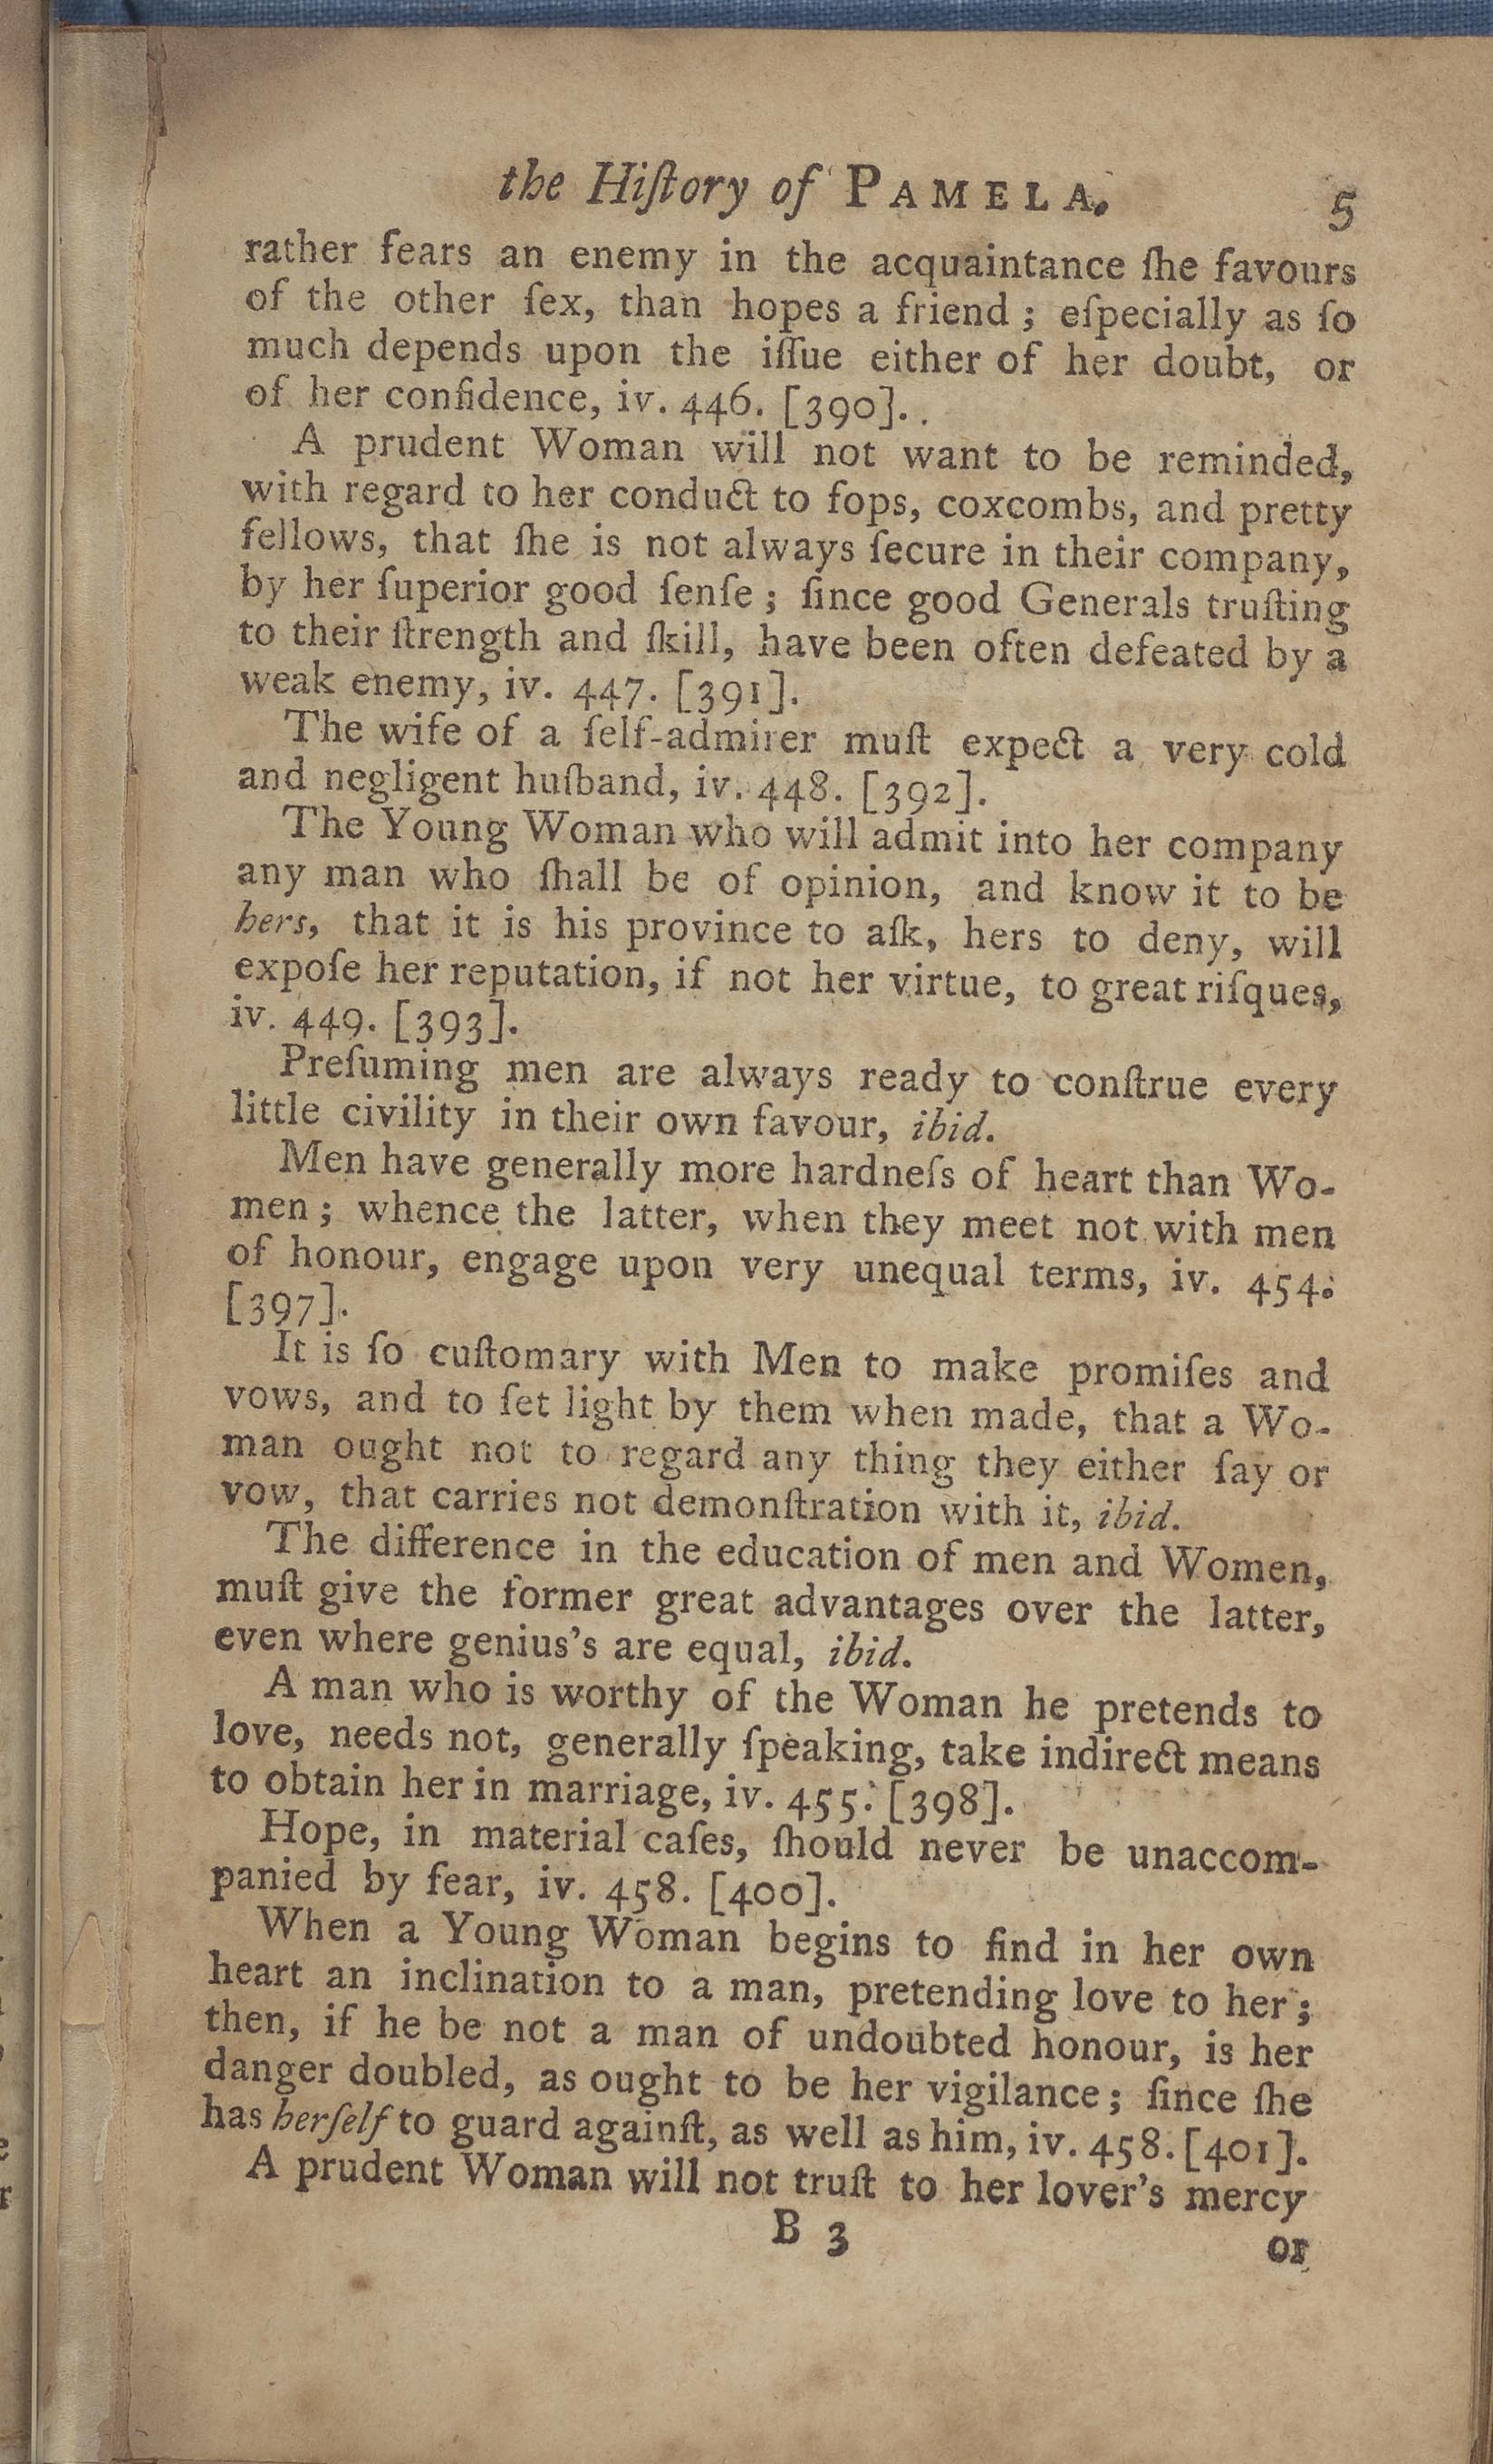 the Hiſtory of PAMELA. 5
rather fears an enemy in the acquaintance ſhe favours
of the other ſex, than hopes a friend ; eſpecially as ſo
much depends upon the iſſue either of her doubt, or
of her confidence, iv. 446. [390].
A prudent Woman will not want to be reminded,
with regard to her conduct to fops, coxcombs, and pretty
fellows, that ſhe is not always ſecure in their company,
by her ſuperior good ſenſe ; ſince good Generals truſting
to their ſtrength and ſkill, have been often defeated by a
weak enemy, iv. 447. [391].
The wife of a ſelf-admirer muſt expect a very cold
and negligent huſband, iv. 448. [392].
The Young Woman who will admit into her company
any man who ſhall be of opinion, and know it to be
hers, that it is his province to aſk, hers to deny, will
expoſe her reputation, if not her virtue, to great riſques,
iv. 449. [393].
Preſuming men are always ready to conſtrue every
little civility in their own favour, ibid.
Men have generally more hardneſs of heart than Wo-
men ; whence the latter, when they meet not with men
of honour, engage upon very unequal terms, iv. 454.
[397].
It is ſo cuſtomary with Men to make promiſes and
vows, and to ſet light by them when made, that a Wo-
man ought not to regard any thing they either ſay or
vow, that carries not demonſtration with it, ibid.
The difference in the education of men and Women,
muſt give the former great advantages over the latter,
even where genius's are equal, ibid.
A man who is worthy of the Woman he pretends to
love, needs not, generally ſpeaking, take indirect means
to obtain her in marriage, iv. 455. [398].
Hope, in material caſes, ſhould never be unaccom-
panied by fear, iv. 458. [400].
When a Young Woman begins to find in her own
heart an inclination to a man, pretending love to her ;
then, if he be not a man of undoubted honour, is her
danger doubled, as ought to be her vigilance ; ſince ſhe
has herſelf to guard againſt, as well as him, iv. 458. [401].
A prudent Woman will not truſt to her lover's mercy
B 3 or